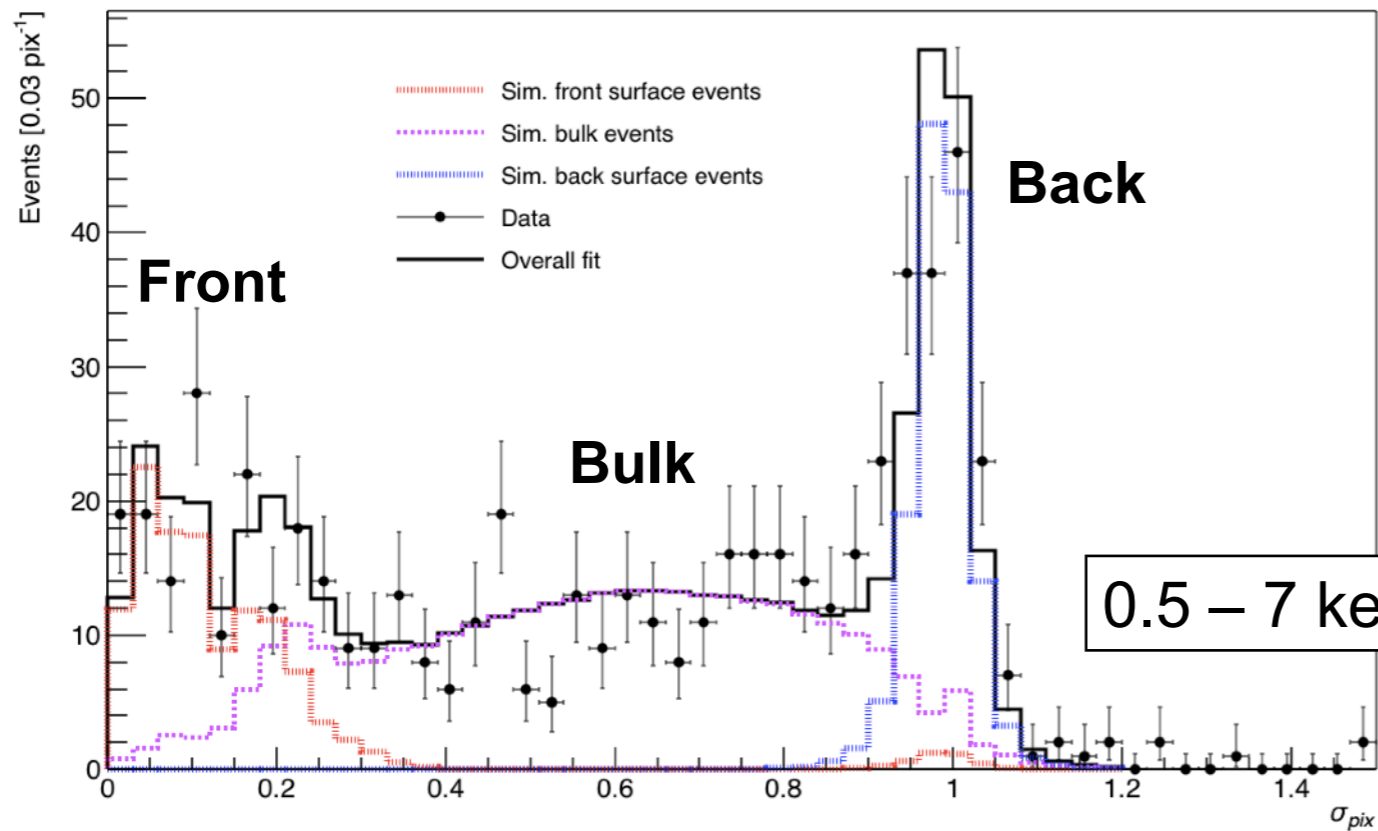 Events [0.03 pix⁻¹]
50
40
30
20
10
0
Sim. front surface events
Sim. bulk events
Sim. back surface events
Data
Overall fit
Front
Bulk
Back
0.5 – 7 ke
0 0.2 0.4 0.6 0.8 1 1.2 1.4
σpix